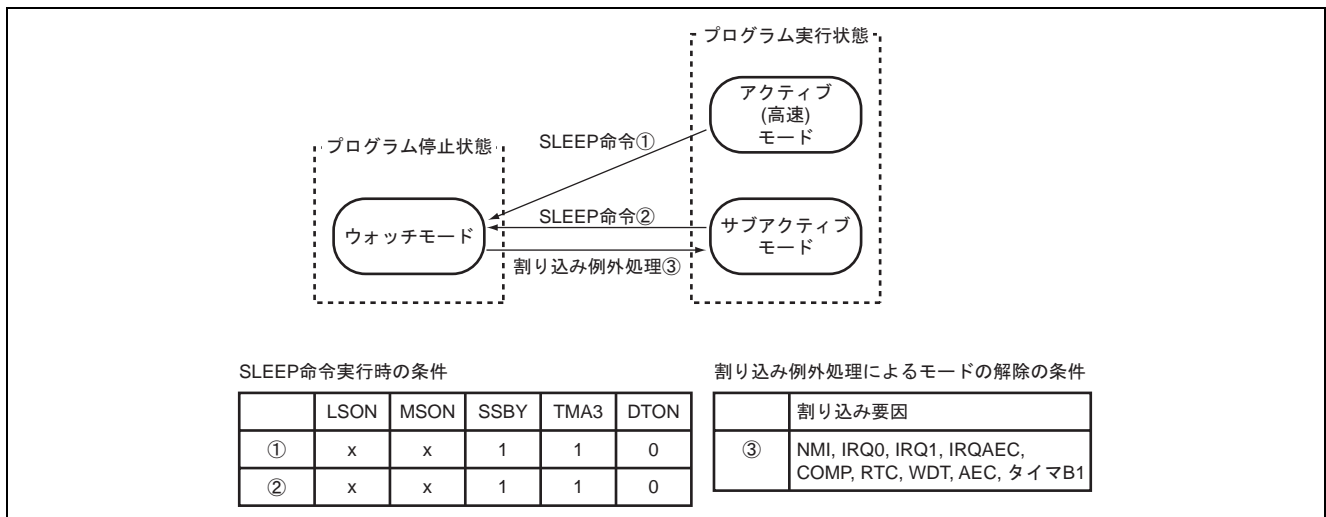 プログラム実行状態
アクティブ
(高速)
モード
SLEEP命令①
プログラム停止状態
SLEEP命令②
ウォッチモード
サブアクティブ
モード
割り込み例外処理③
SLEEP命令実行時の条件
LSON MSON SSBY TMA3 DTON
① x x 1 1 0
② x x 1 1 0
割り込み例外処理によるモードの解除の条件
割り込み要因
③ NMI, IRQ0, IRQ1, IRQAEC,
COMP, RTC, WDT, AEC, タイマB1